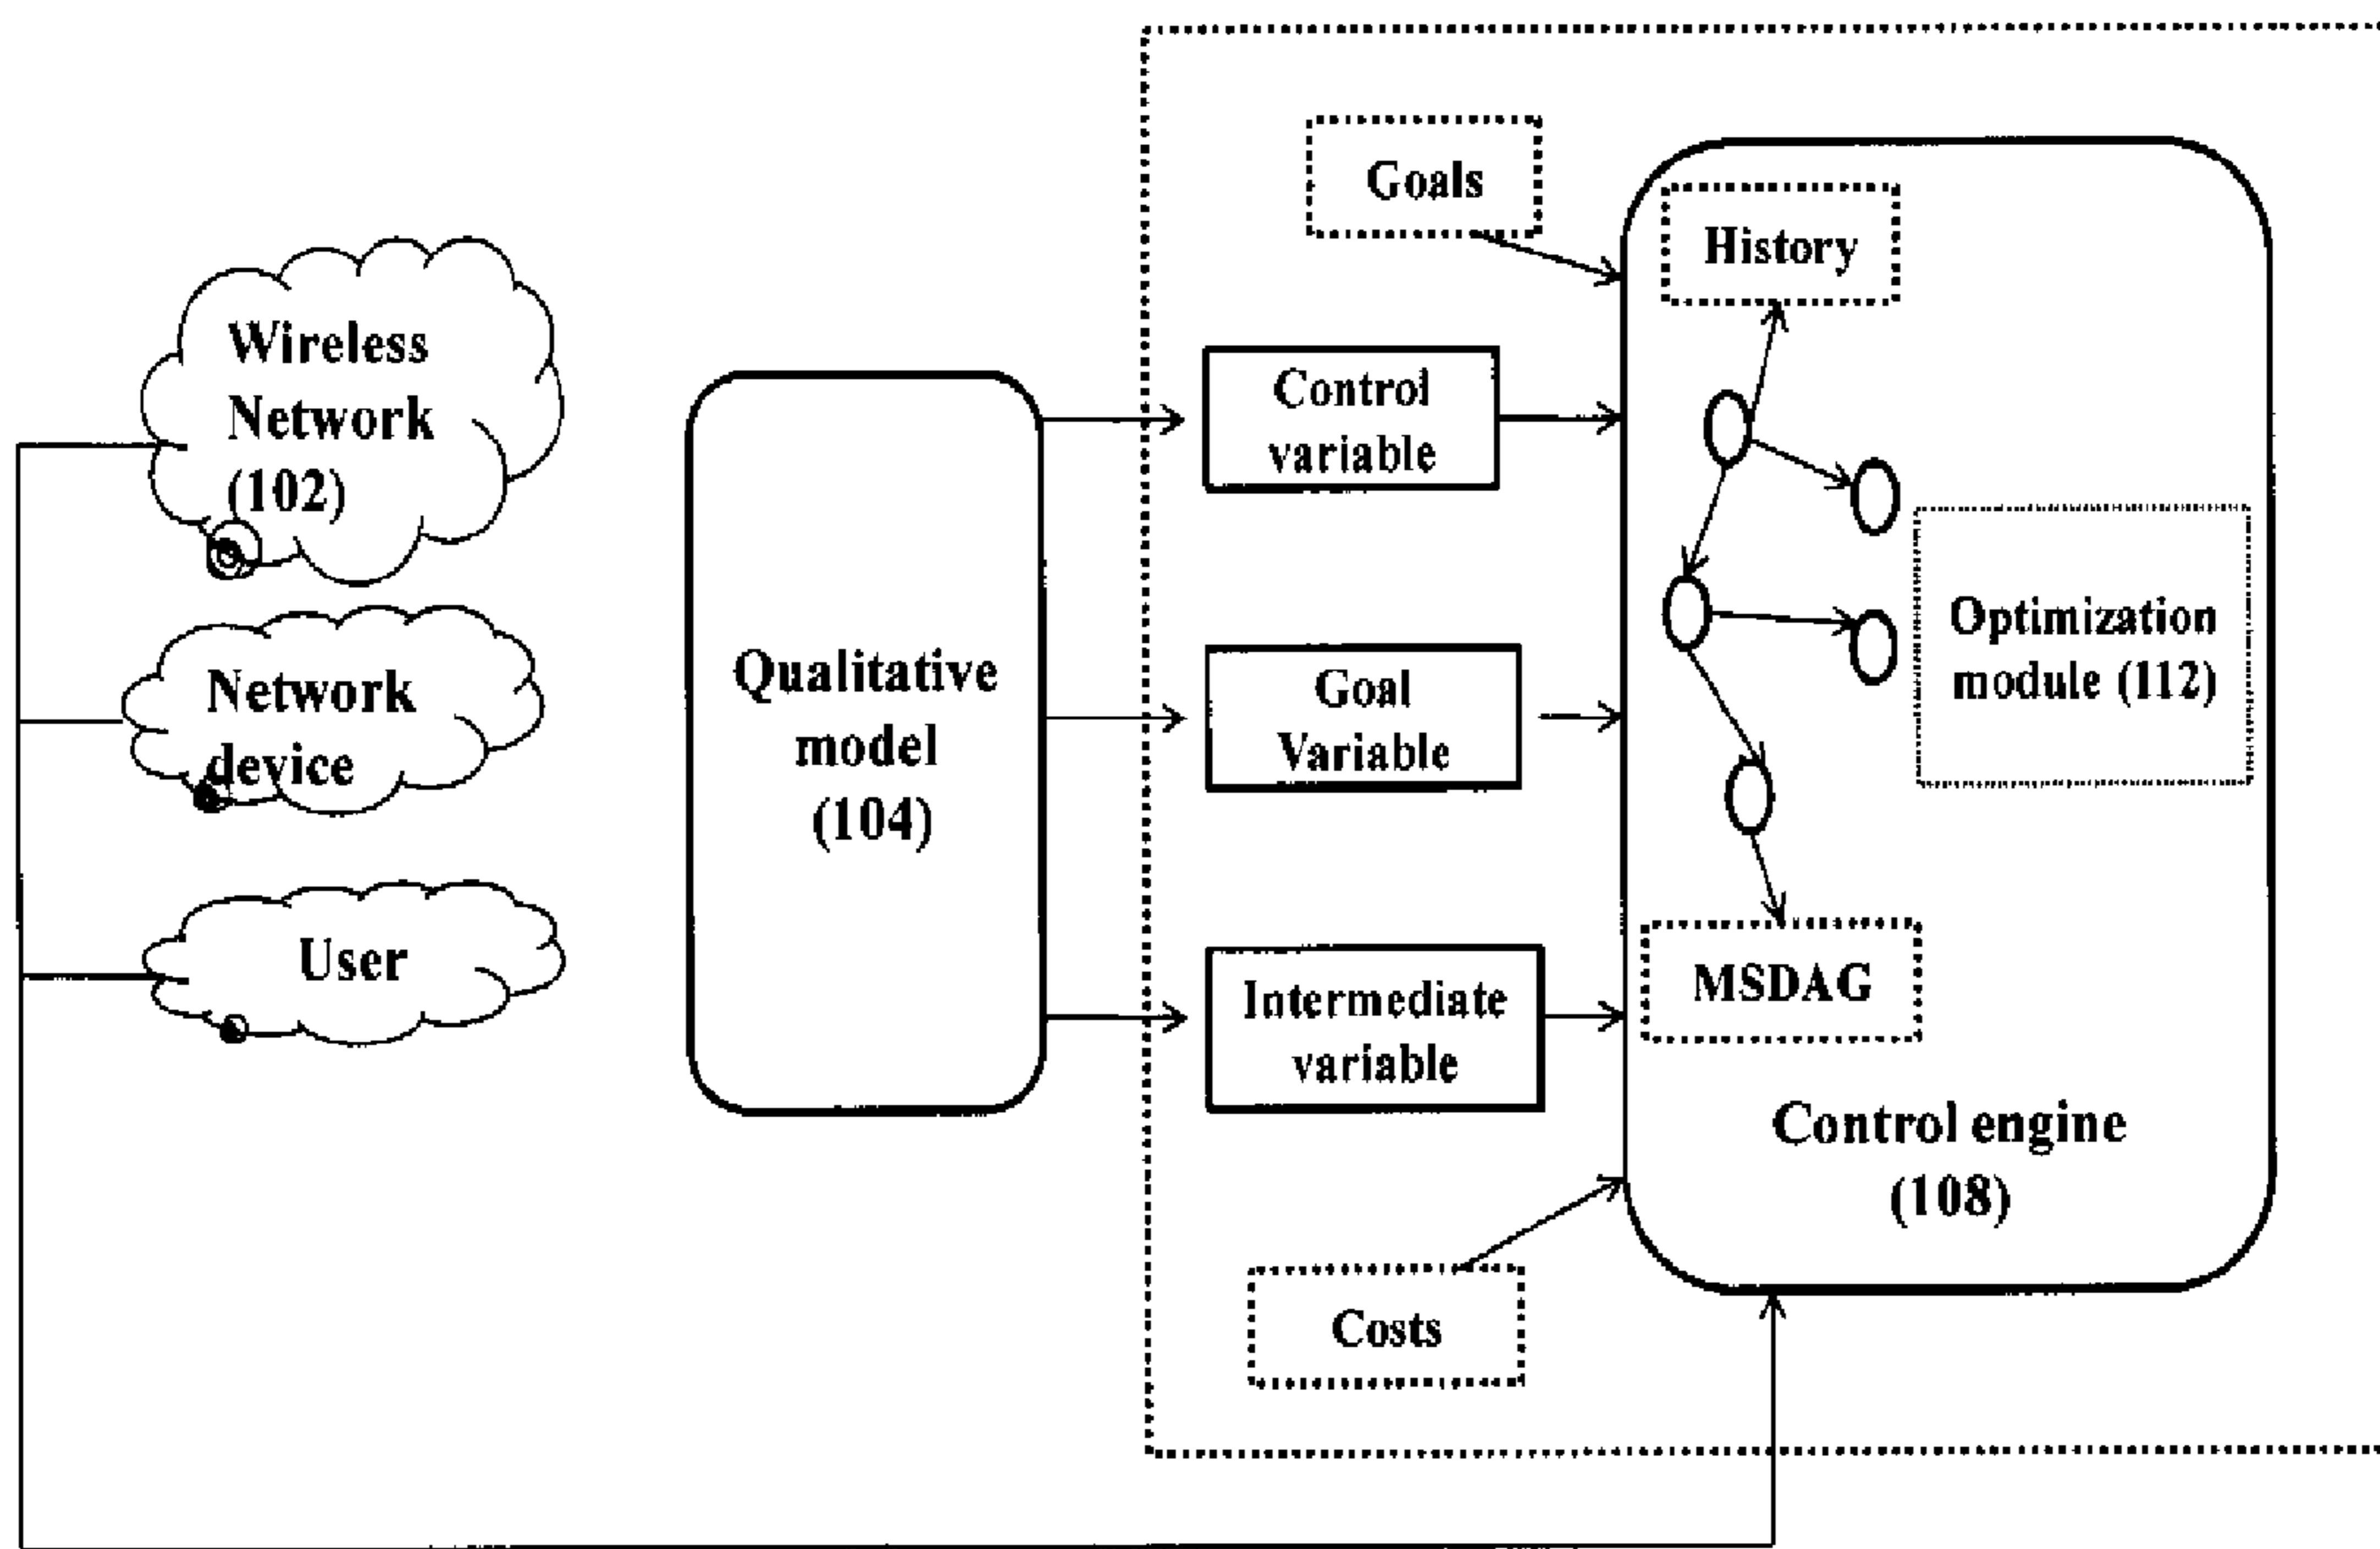 Wireless
Network
(102)
Network
device
User
Qualitative
model
(104)
Goals
Control
variable
Goal
Variable
Intermediate
variable
Costs
History
Optimization
module (112)
MSDAG
Control engine
(108)